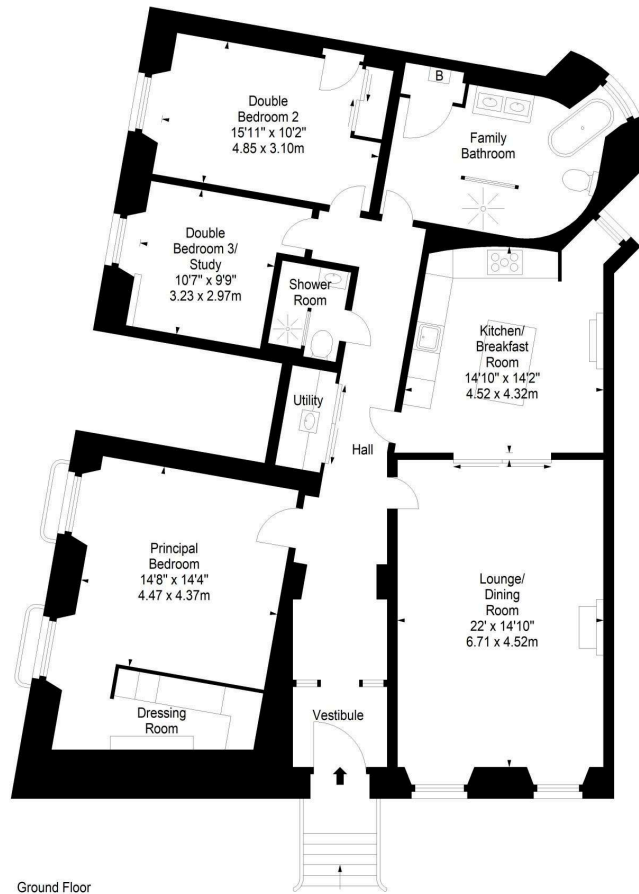 Double
Bedroom 2
15'11" x 10'2"
4.85 x 3.10m
B
Family
Bathroom
Double
Bedroom 3/
Study
10'7" x 9'9"
3.23 x 2.97m
Shower
Room
Kitchen/
Breakfast
Room
14'10" x 14'2"
4.52 x 4.32m
Utility
Hall
Principal
Bedroom
14'8" x 14'4"
4.47 x 4.37m
Lounge/
Dining
Room
22' x 14'10"
6.71 x 4.52m
Dressing
Room
Vestibule
Ground Floor